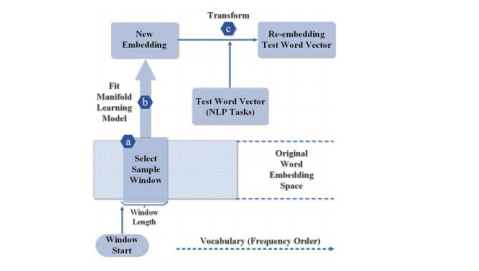 Transform
c
New
Embedding
Re-embedding
Test Word Vector
Fit
Manifold
Learning
Model
b
Test Word Vector
(NLP Tasks)
a
Select
Sample
Window
Original
Word
Embedding
Space
Window
Length
Window
Start
Vocabulary (Frequency Order)